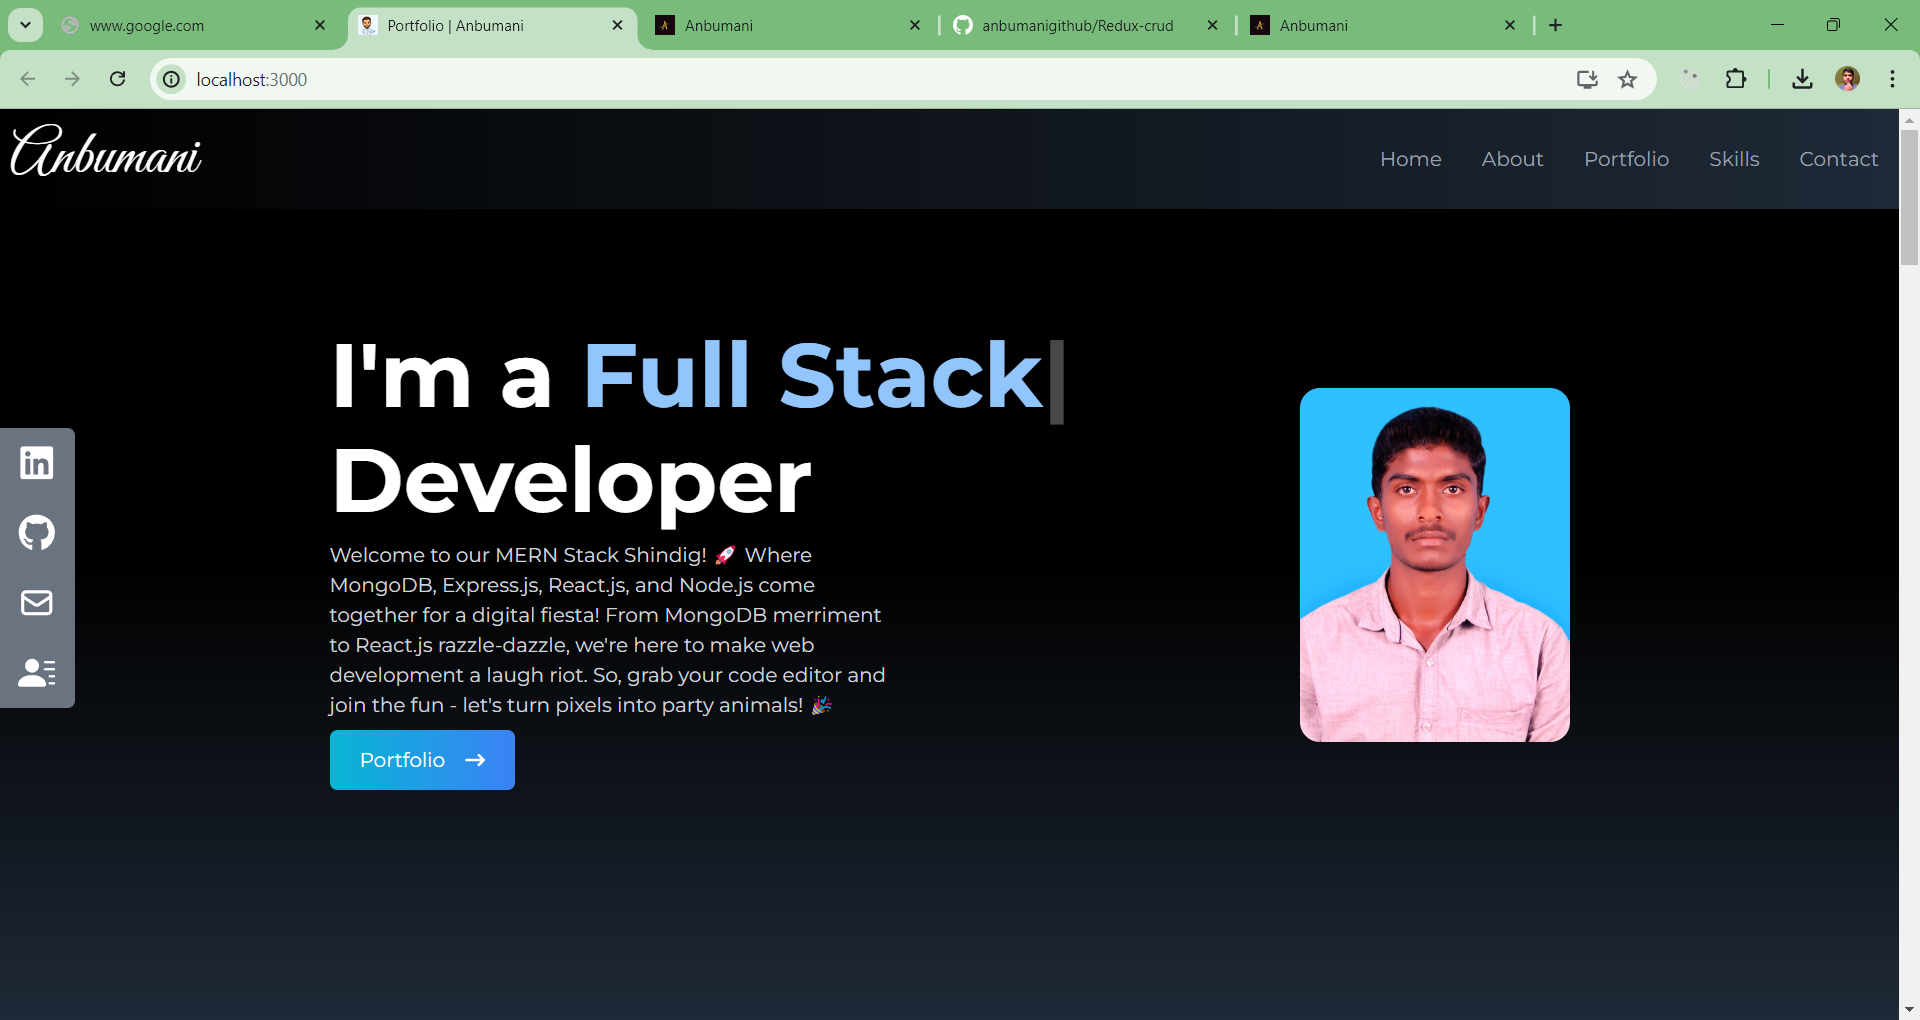 www.google.com
Portfolio | Anbumani
Anbumani
anbumanigithub/Redux-crud
Anbumani
localhost:3000
Anbumani
Home About Portfolio Skills Contact
I'm a Full Stack
Developer
Welcome to our MERN Stack Shindig! 🚀 Where
MongoDB, Express.js, React.js, and Node.js come
together for a digital fiesta! From MongoDB merriment
to React.js razzle-dazzle, we're here to make web
development a laugh riot. So, grab your code editor and
join the fun - let's turn pixels into party animals! 🎉
Portfolio →
in